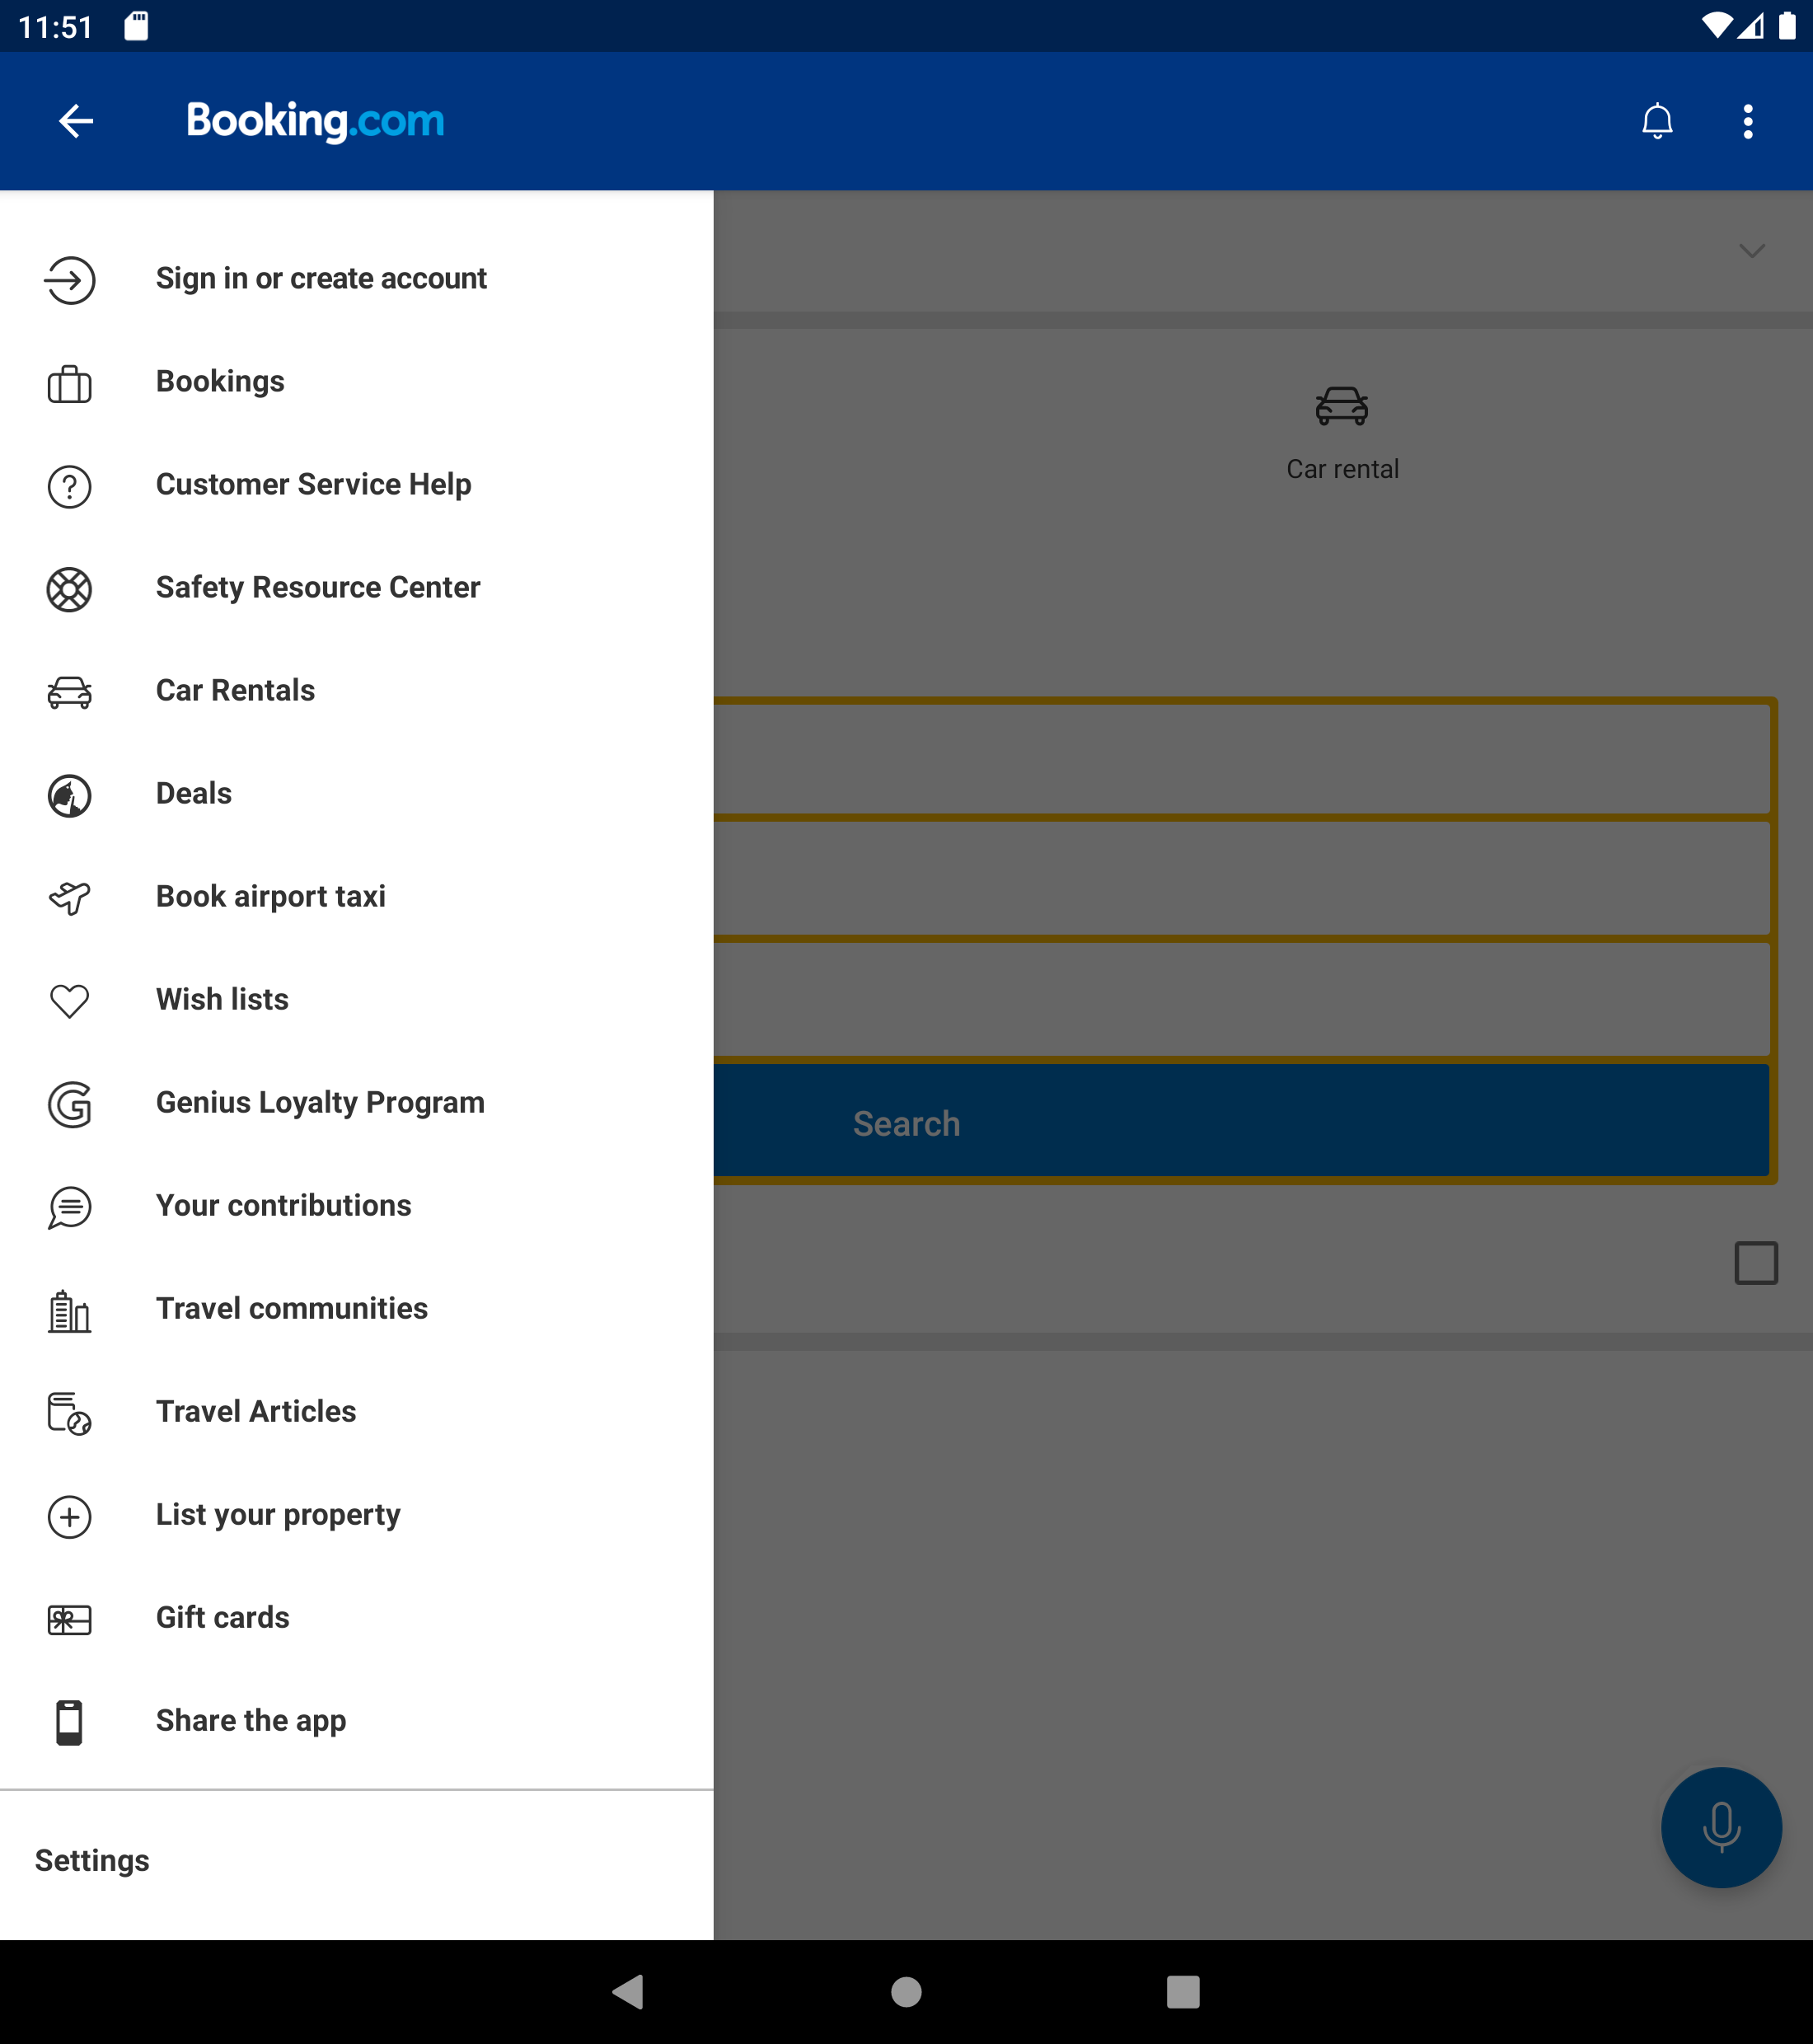 11:51
Booking.com
Sign in or create account
Bookings
Customer Service Help
Safety Resource Center
Car Rentals
Deals
Book airport taxi
Wish lists
Genius Loyalty Program
Your contributions
Travel communities
Travel Articles
List your property
Gift cards
Share the app
Settings
Car rental
Search